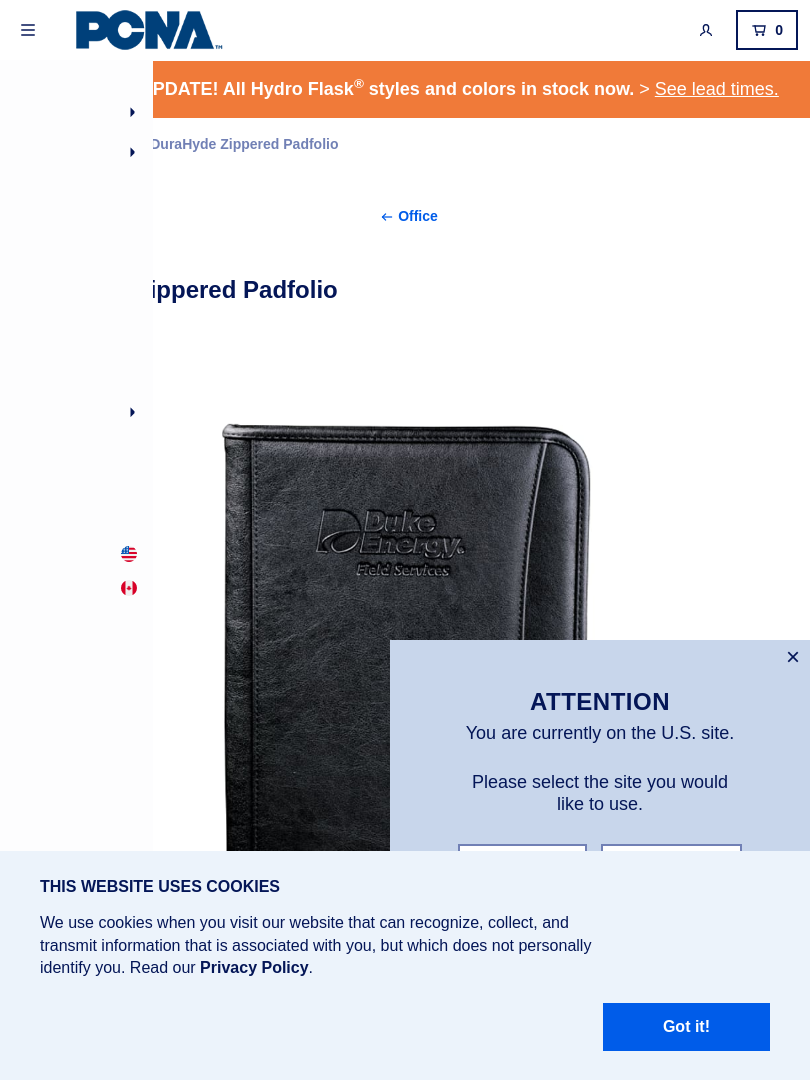 PCNA™
0
PDATE! All Hydro Flask® styles and colors in stock now. > See lead times.
DuraHyde Zippered Padfolio
← Office
ippered Padfolio
Duke
Energy®
Field Services
×
ATTENTION
You are currently on the U.S. site.
Please select the site you would
like to use.
THIS WEBSITE USES COOKIES
We use cookies when you visit our website that can recognize, collect, and
transmit information that is associated with you, but which does not personally
identify you. Read our Privacy Policy.
Got it!